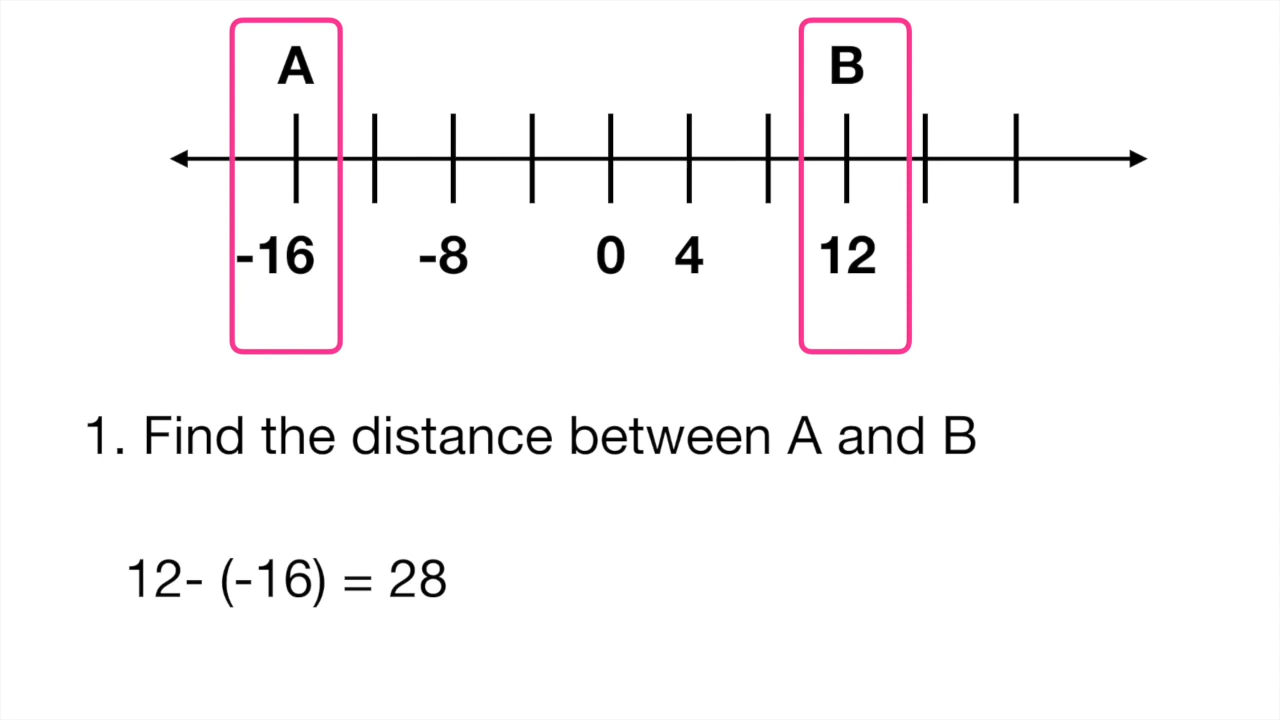 A B
-16 -8 0 4 12
1. Find the distance between A and B
12- (-16) = 28